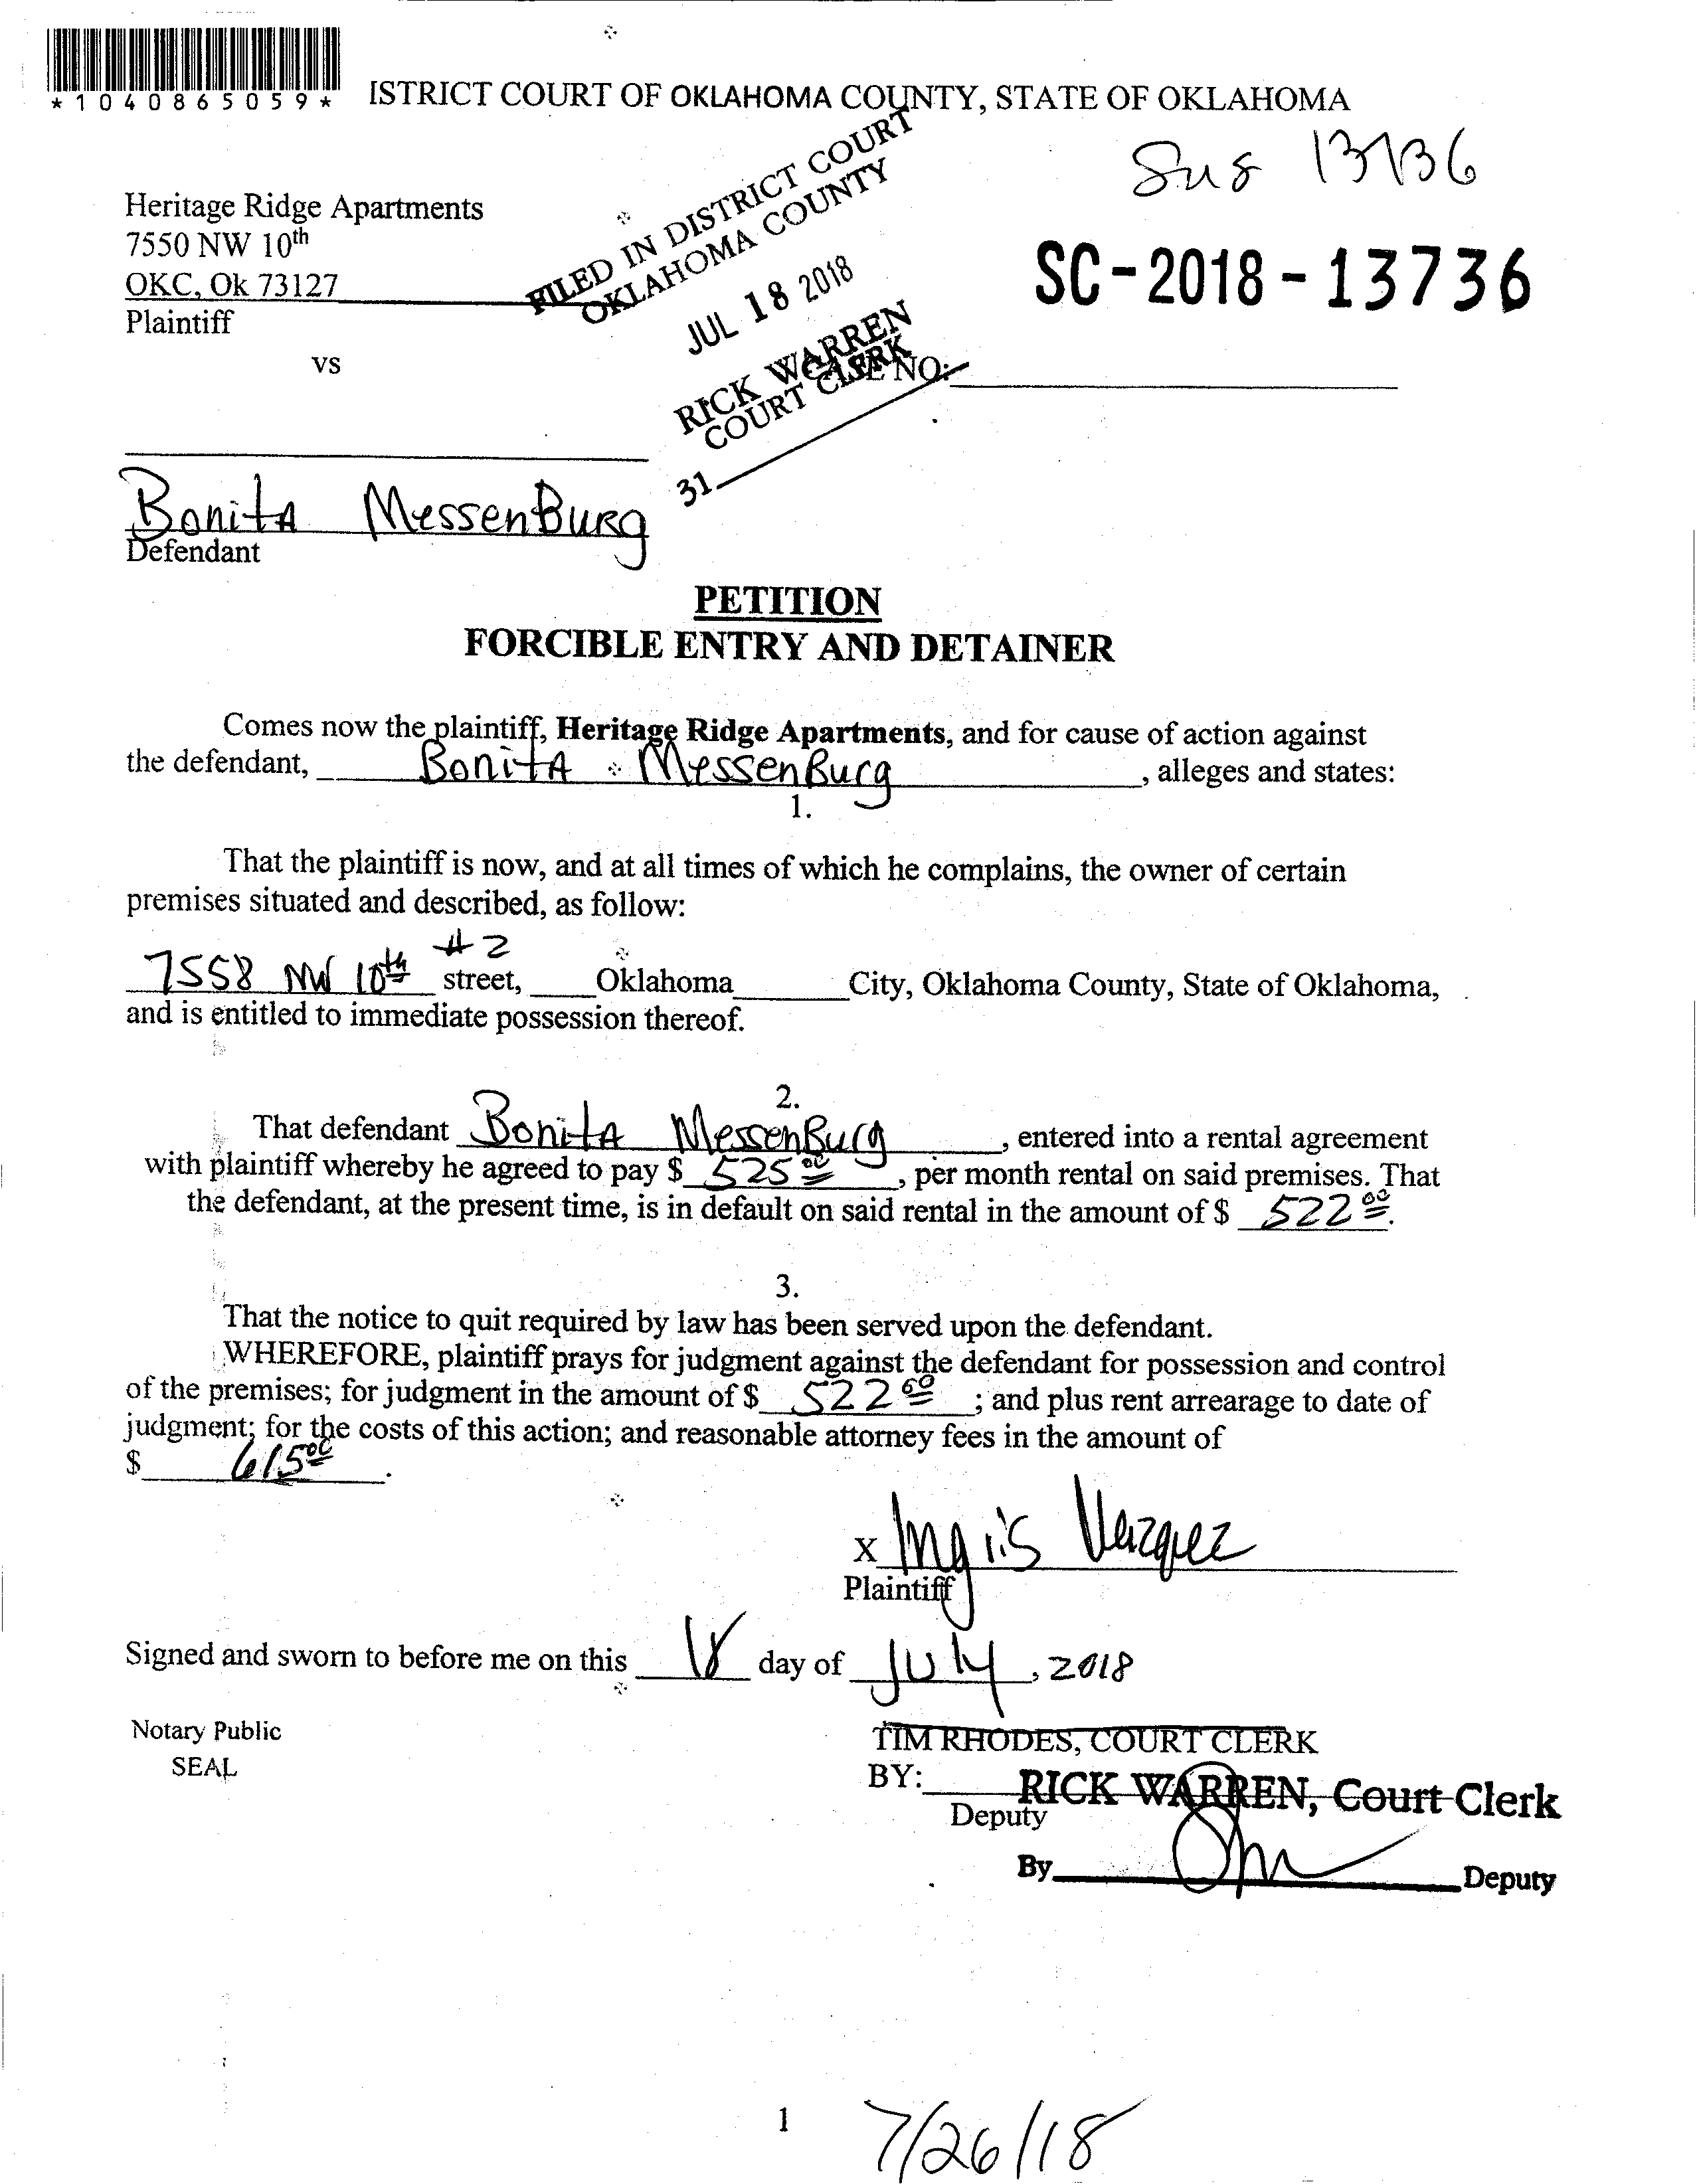 *1040865059*
ISTRICT COURT OF OKLAHOMA COUNTY, STATE OF OKLAHOMA
13736
Heritage Ridge Apartments
7550 NW 10th
OKC, Ok 73127
Plaintiff
vs
FILED IN DISTRICT COURT
OKLAHOMA COUNTY
JUL 18 2018
RICK WARREN
COURT CLERK
31
SC-2018-13736
CASE NO:
Bonita MessenBurg
Defendant
PETITION
FORCIBLE ENTRY AND DETAINER
Comes now the plaintiff, Heritage Ridge Apartments, and for cause of action against
the defendant, Bonita MessenBurg, alleges and states:
1.
That the plaintiff is now, and at all times of which he complains, the owner of certain
premises situated and described, as follow:
#2
7558 NW 10th street, Oklahoma City, Oklahoma County, State of Oklahoma,
and is entitled to immediate possession thereof.
2.
That defendant Bonita MessenBurg, entered into a rental agreement
with plaintiff whereby he agreed to pay $ 525 00, per month rental on said premises. That
the defendant, at the present time, is in default on said rental in the amount of $ 522 00.
3.
That the notice to quit required by law has been served upon the defendant.
WHEREFORE, plaintiff prays for judgment against the defendant for possession and control
of the premises; for judgment in the amount of $ 522 00; and plus rent arrearage to date of
judgment; for the costs of this action; and reasonable attorney fees in the amount of
$ 615 00.
X Ingris Vazquez
Plaintiff
Signed and sworn to before me on this 18 day of July, 2018
Notary Public
SEAL
TIM RHODES, COURT CLERK
BY:
Deputy
RICK WARREN, Court Clerk
By Deputy
1
7/26/18